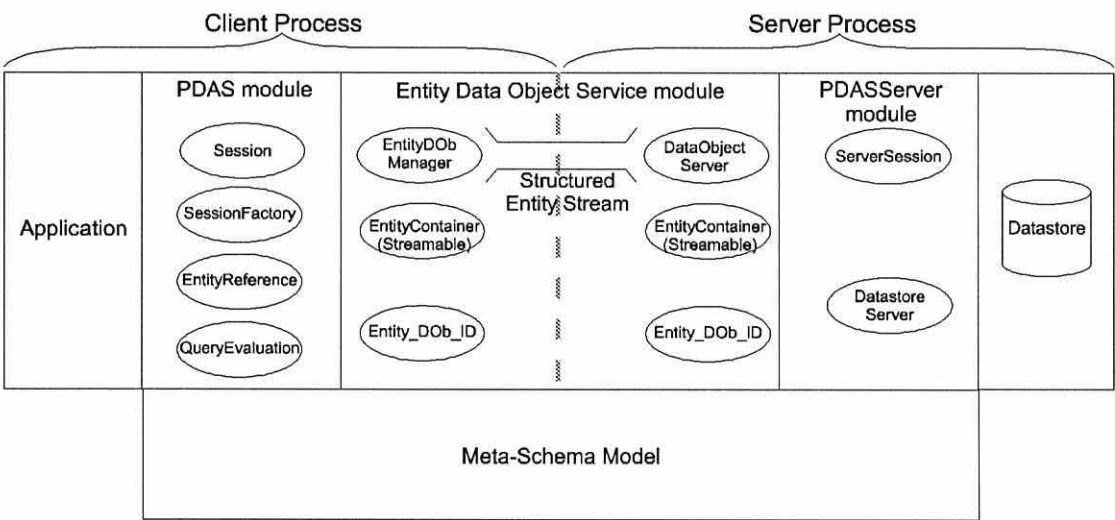 Client Process
Server Process
PDAS module
Entity Data Object Service module
PDASServer
module
Session
EntityDOb
Manager
DataObject
Server
ServerSession
Structured
Entity Stream
SessionFactory
Application
EntityContainer
(Streamable)
EntityContainer
(Streamable)
Datastore
EntityReference
Datastore
Server
Entity_DOb_ID
Entity_DOb_ID
QueryEvaluation
Meta-Schema Model